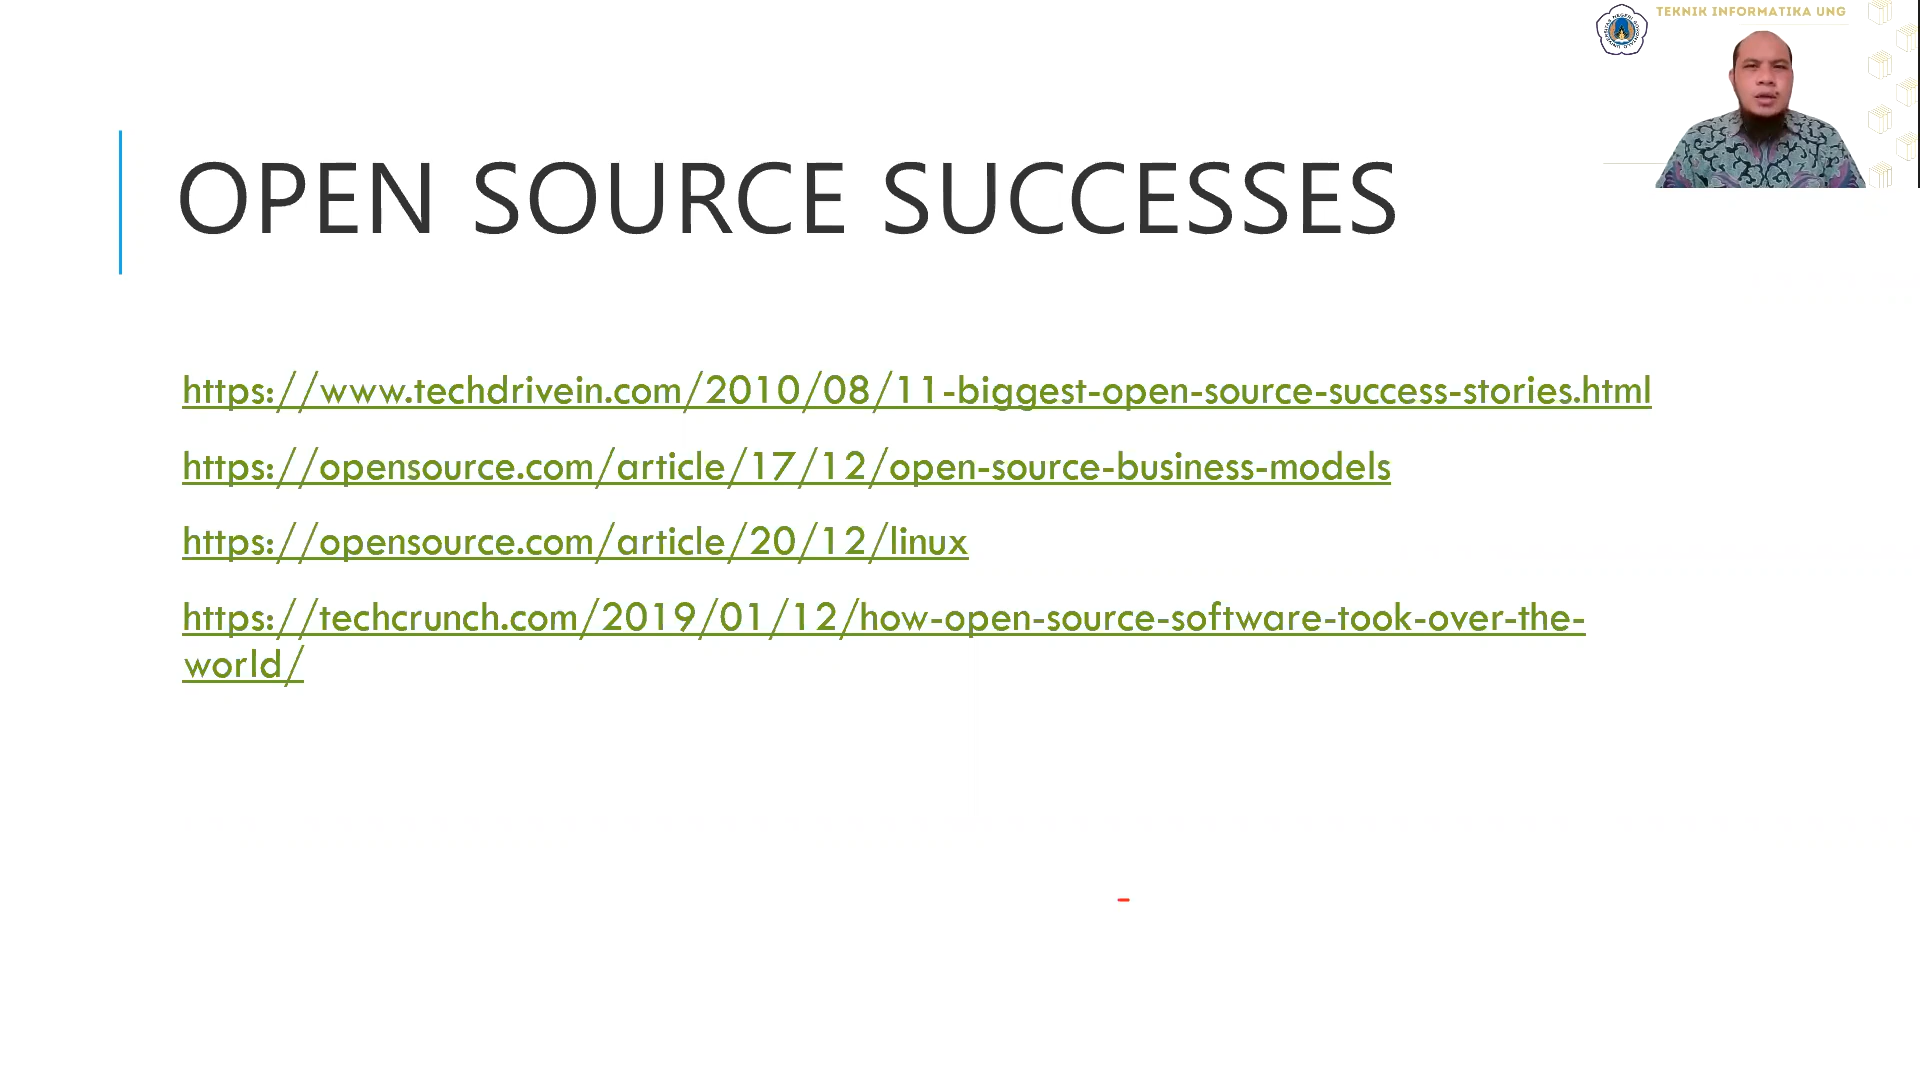 TEKNIK INFORMATIKA UNG
OPEN SOURCE SUCCESSES
https://www.techdrivein.com/2010/08/11-biggest-open-source-success-stories.html
https://opensource.com/article/17/12/open-source-business-models
https://opensource.com/article/20/12/linux
https://techcrunch.com/2019/01/12/how-open-source-software-took-over-the-
world/